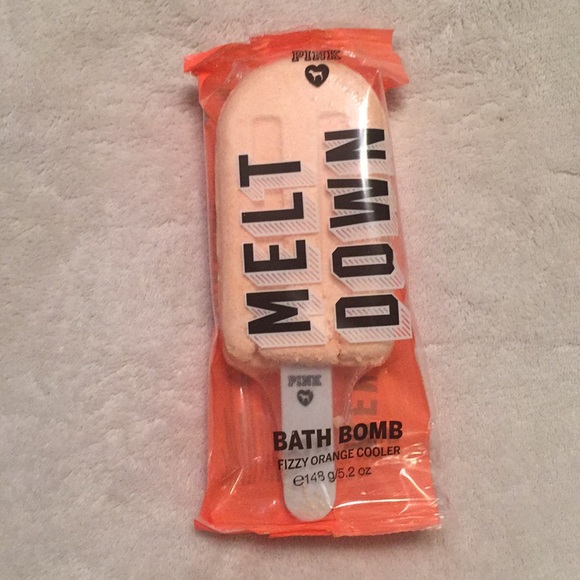 PINK
MELT
DOWN
PINK
BATH BOMB
FIZZY ORANGE COOLER
℮148 g/5.2 oz